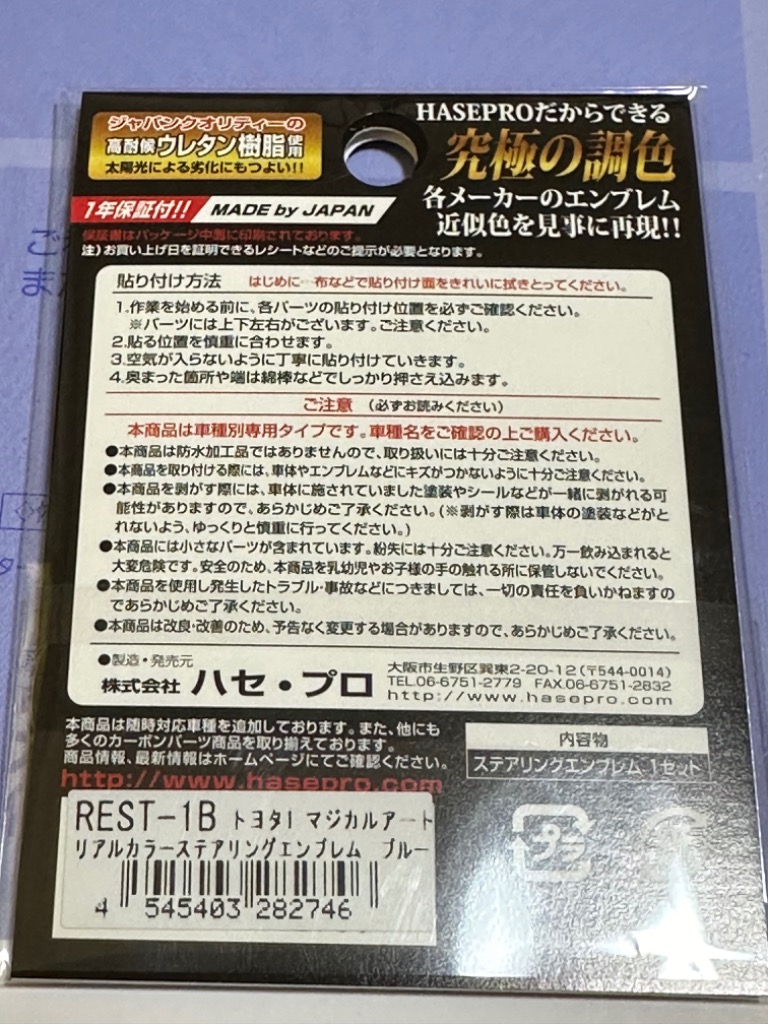 ジャパンクオリティーの
高耐候ウレタン樹脂使用
太陽光による劣化にもつよい!!
HASEPROだからできる
究極の調色
各メーカーのエンブレム
近似色を見事に再現!!
1年保証付!! MADE by JAPAN
保証書はパッケージ中面に印刷されております。
注)お買い上げ日を証明できるレシートなどのご提示が必要となります。
貼り付け方法 はじめに…布などで貼り付け面をきれいに拭きとってください。
1.作業を始める前に、各パーツの貼り付け位置を必ずご確認ください。
※パーツには上下左右がございます。ご注意ください。
2.貼る位置を慎重に合わせます。
3.空気が入らないように丁寧に貼り付けていきます。
4.奥まった箇所や端は綿棒などでしっかり押さえ込みます。
ご注意 (必ずお読みください)
本商品は車種別専用タイプです。車種名をご確認の上ご購入ください。
●本商品は防水加工品ではありませんので、取り扱いには十分ご注意ください。
●本商品を取り付ける際には、車体やエンブレムなどにキズがつかないように十分ご注意ください。
●本商品を剥がす際には、車体に施されていました塗装やシールなどが一緒に剥がれる可
能性がありますので、あらかじめご了承ください。(※剥がす際は車体の塗装などがと
れないよう、ゆっくりと慎重に行ってください。)
●本商品には小さなパーツが含まれています。紛失には十分ご注意ください。万一飲み込まれると
大変危険です。安全のため、本商品を乳幼児やお子様の手の触れる所に保管しないでください。
●本商品を使用し発生したトラブル・事故などにつきましては、一切の責任を負いかねますの
であらかじめご了承ください。
●本商品は改良・改善のため、予告なく変更する場合がありますので、あらかじめご了承ください。
●製造・発売元
株式会社 ハセ・プロ
大阪市生野区巽東2-20-12(〒544-0014)
TEL.06-6751-2779 FAX.06-6751-2832
http://www.hasepro.com
本商品は随時対応車種を追加しております。また、他にも
多くのカーボンパーツ商品を取り揃えております。
商品情報、最新情報はホームページにてご確認ください。
http://www.hasepro.com
内容物
ステアリングエンブレム 1セット
REST-1B トヨタ1 マジカルアート
リアルカラーステアリングエンブレム ブルー
4 545403 282746
プラ